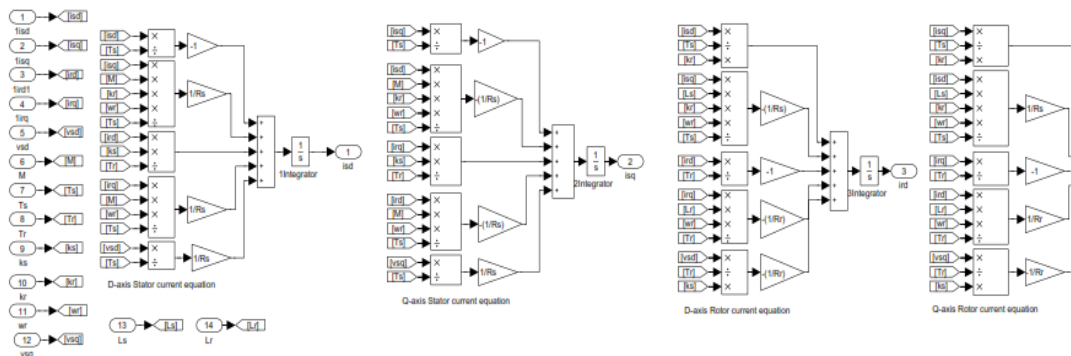 1
[isd]
1isd
2
[isq]
1isq
3
[ird]
1ird1
4
[irq]
1irq
5
[vsd]
vsd
6
[M]
M
7
[Ts]
Ts
8
[Tr]
Tr
9
[ks]
ks
10
[kr]
kr
11
[wr]
wr
12
[vsq]
vsq
13
[Ls]
Ls
14
[Lr]
Lr
[isd]
[Ts]
×
÷
-1
[isq]
[M]
[kr]
[wr]
[Ts]
×
×
×
×
÷
1/Rs
[ird]
[ks]
[Tr]
×
×
÷
[irq]
[M]
[wr]
[Ts]
×
×
×
÷
1/Rs
[vsd]
[Ts]
×
÷
1/Rs
+
+
+
+
+
1
s
1Integrator
1
isd
D-axis Stator current equation
[isq]
[Ts]
×
÷
-1
[isd]
[M]
[kr]
[wr]
[Ts]
×
×
×
×
÷
-(1/Rs)
[irq]
[ks]
[Tr]
×
×
÷
[ird]
[M]
[wr]
[Ts]
×
×
×
÷
-(1/Rs)
[vsq]
[Ts]
×
÷
1/Rs
+
+
+
+
+
1
s
2Integrator
2
isq
Q-axis Stator current equation
[isd]
[Ts]
[kr]
×
÷
×
[isq]
[Ls]
[kr]
[wr]
[Ts]
×
×
×
×
÷
-(1/Rs)
[ird]
[Tr]
×
÷
-1
[irq]
[Lr]
[wr]
[Tr]
×
×
×
÷
-(1/Rr)
[vsd]
[Tr]
[ks]
×
÷
×
-(1/Rr)
+
+
+
+
+
1
s
3Integrator
3
ird
D-axis Rotor current equation
[isq]
[Ts]
[kr]
×
÷
×
[isd]
[Ls]
[kr]
[wr]
[Ts]
×
×
×
×
÷
1/Rs
[irq]
[Tr]
×
÷
-1
[ird]
[Lr]
[wr]
[Tr]
×
×
×
÷
1/Rr
[vsq]
[Tr]
[ks]
×
÷
×
-1/Rr
Q-axis Rotor current equation